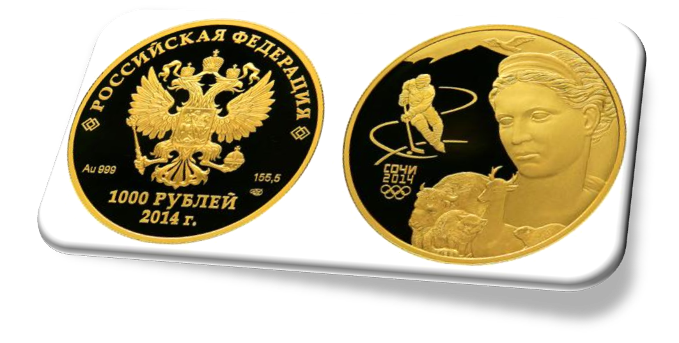 РОССИЙСКАЯ ФЕДЕРАЦИЯ
Au 999
155,5
1000 РУБЛЕЙ
2014 г.
СОЧИ
2014